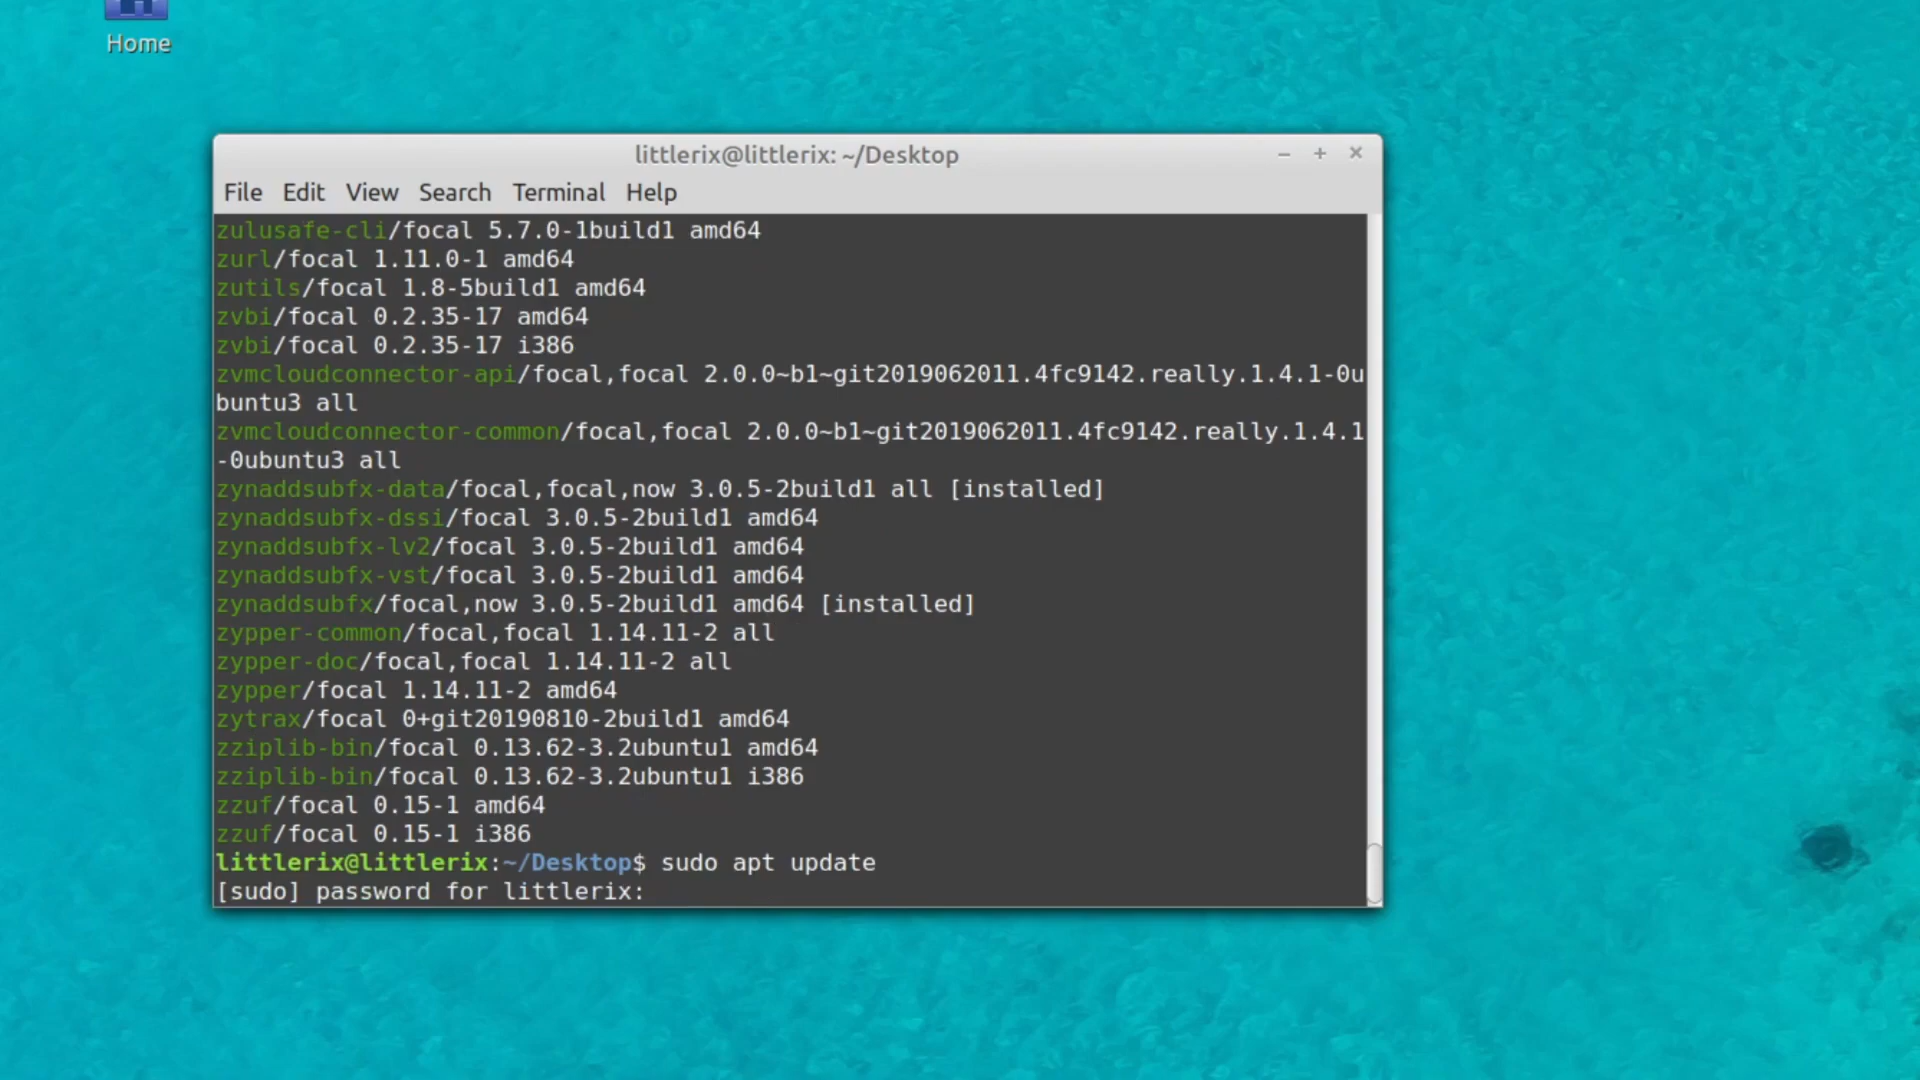 Home
littlerix@littlerix: ~/Desktop
File Edit View Search Terminal Help
zulusafe-cli/focal 5.7.0-1build1 amd64
zurl/focal 1.11.0-1 amd64
zutils/focal 1.8-5build1 amd64
zvbi/focal 0.2.35-17 amd64
zvbi/focal 0.2.35-17 i386
zvmcloudconnector-api/focal,focal 2.0.0~b1~git2019062011.4fc9142.really.1.4.1-0u
buntu3 all
zvmcloudconnector-common/focal,focal 2.0.0~b1~git2019062011.4fc9142.really.1.4.1
-0ubuntu3 all
zynaddsubfx-data/focal,focal,now 3.0.5-2build1 all [installed]
zynaddsubfx-dssi/focal 3.0.5-2build1 amd64
zynaddsubfx-lv2/focal 3.0.5-2build1 amd64
zynaddsubfx-vst/focal 3.0.5-2build1 amd64
zynaddsubfx/focal,now 3.0.5-2build1 amd64 [installed]
zypper-common/focal,focal 1.14.11-2 all
zypper-doc/focal,focal 1.14.11-2 all
zypper/focal 1.14.11-2 amd64
zytrax/focal 0+git20190810-2build1 amd64
zziplib-bin/focal 0.13.62-3.2ubuntu1 amd64
zziplib-bin/focal 0.13.62-3.2ubuntu1 i386
zzuf/focal 0.15-1 amd64
zzuf/focal 0.15-1 i386
littlerix@littlerix:~/Desktop$ sudo apt update
[sudo] password for littlerix: